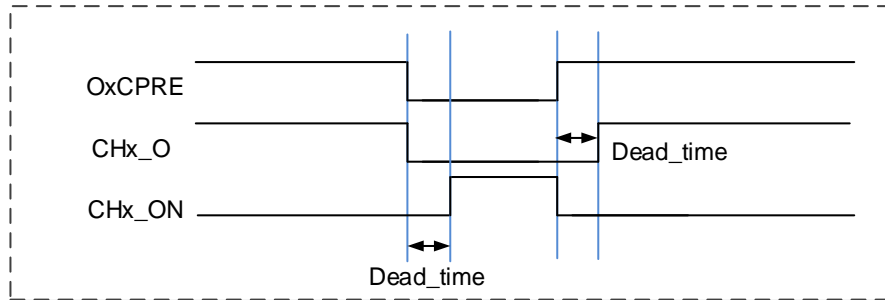 OxCPRE
CHx_O
Dead_time
CHx_ON
Dead_time